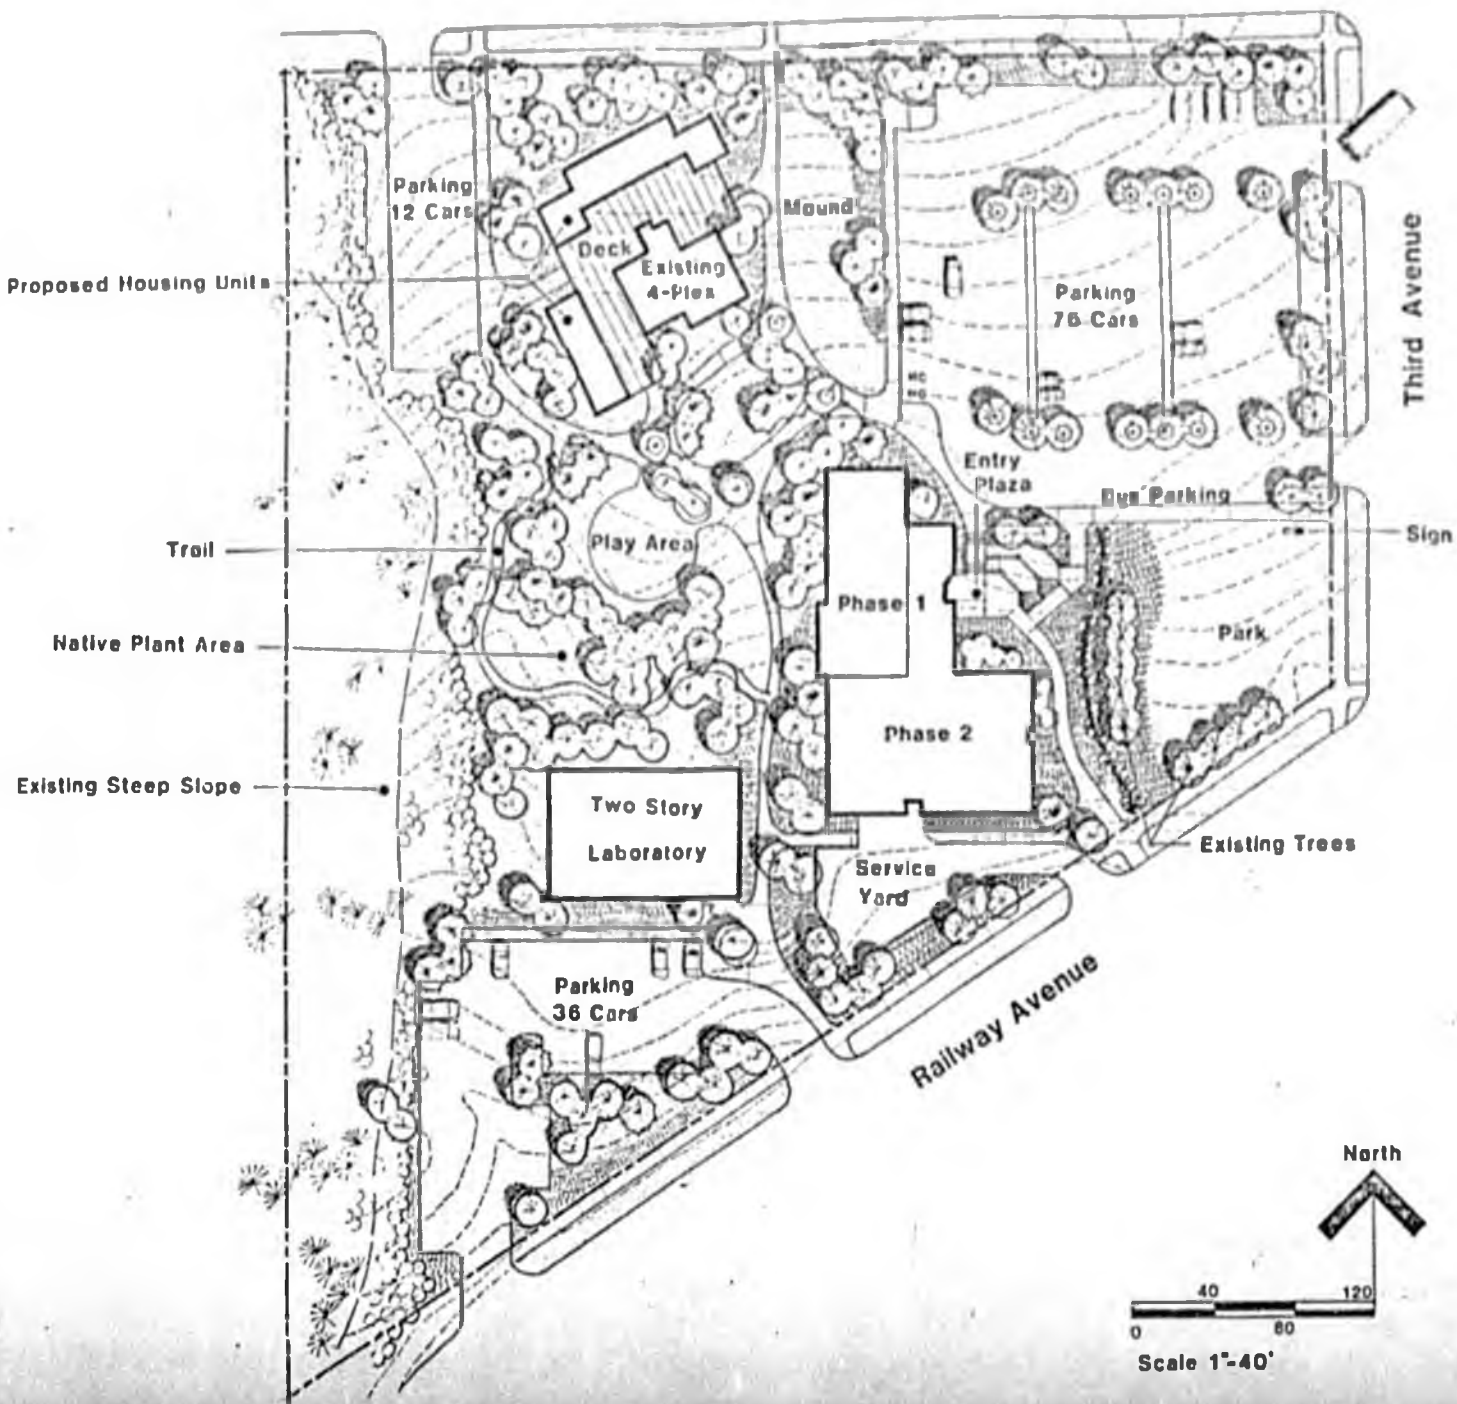 Parking
12 Cars
Mound
Deck
Existing
4-Plex
Proposed Housing Units
Parking
76 Cars
Third Avenue
HC
HC
Entry
Plaza
Bus Parking
Sign
Play Area
Trail
Phase 1
Park
Native Plant Area
Phase 2
Existing Steep Slope
Two Story
Laboratory
Existing Trees
Service
Yard
Parking
36 Cars
Railway Avenue
North
40 120
0 80
Scale 1"-40'